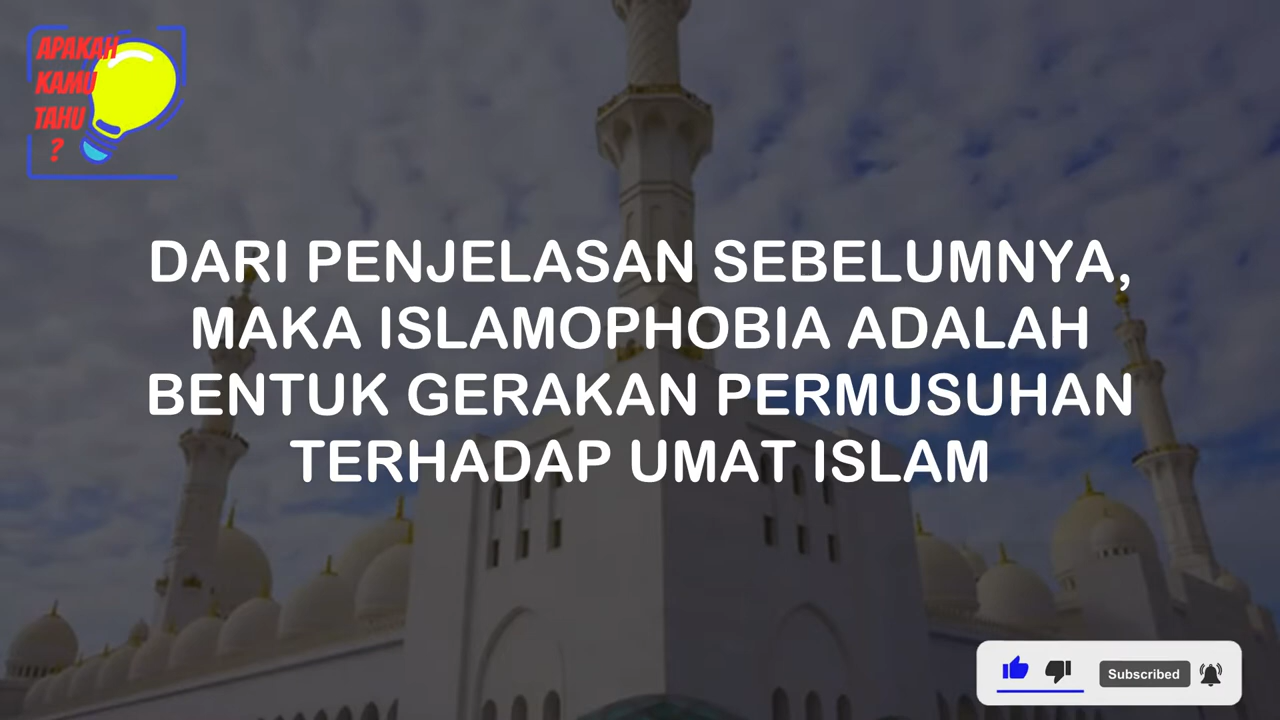 APAKAH
KAMU
TAHU
?
DARI PENJELASAN SEBELUMNYA,
MAKA ISLAMOPHOBIA ADALAH
BENTUK GERAKAN PERMUSUHAN
TERHADAP UMAT ISLAM
Subscribed